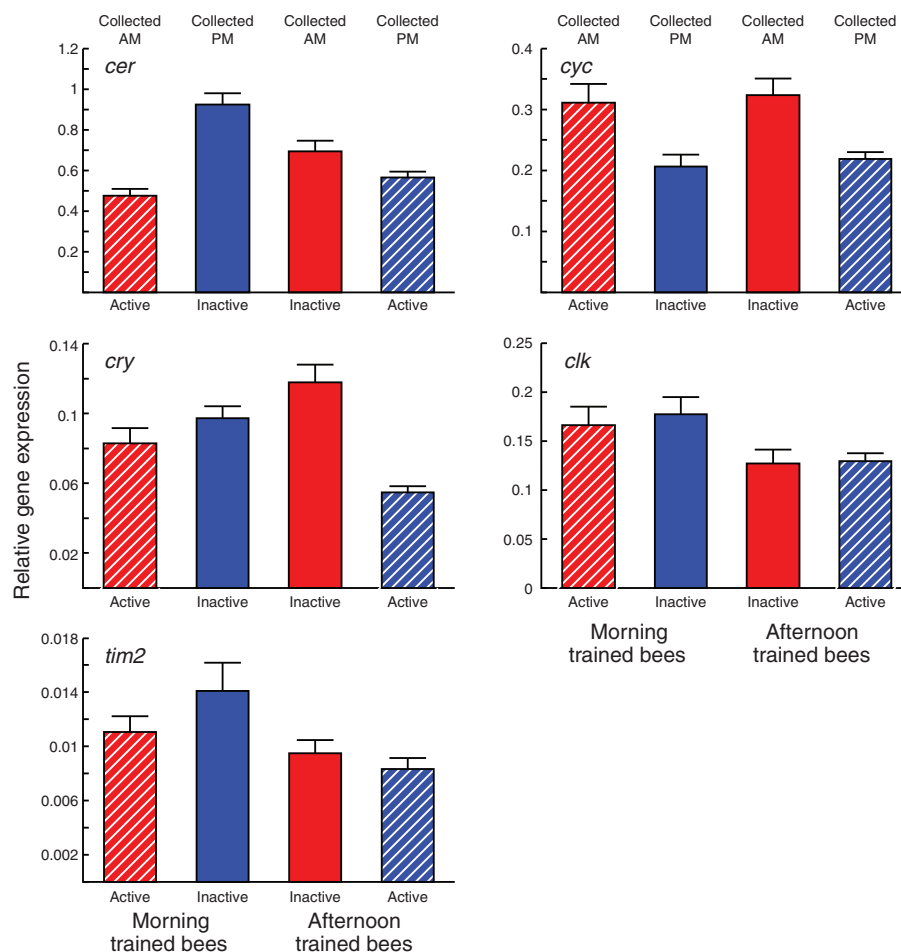 Collected AM
Collected PM
Collected AM
Collected PM
cer
1.2
1
0.8
0.6
0.4
0.2
Active
Inactive
Inactive
Active
Collected AM
Collected PM
Collected AM
Collected PM
cyc
0.4
0.3
0.2
0.1
Active
Inactive
Inactive
Active
Relative gene expression
cry
0.14
0.1
0.06
0.02
Active
Inactive
Inactive
Active
clk
0.25
0.2
0.15
0.1
0.05
0
Active
Inactive
Inactive
Active
Morning
trained bees
Afternoon
trained bees
tim2
0.018
0.014
0.01
0.006
0.002
Active
Inactive
Inactive
Active
Morning
trained bees
Afternoon
trained bees